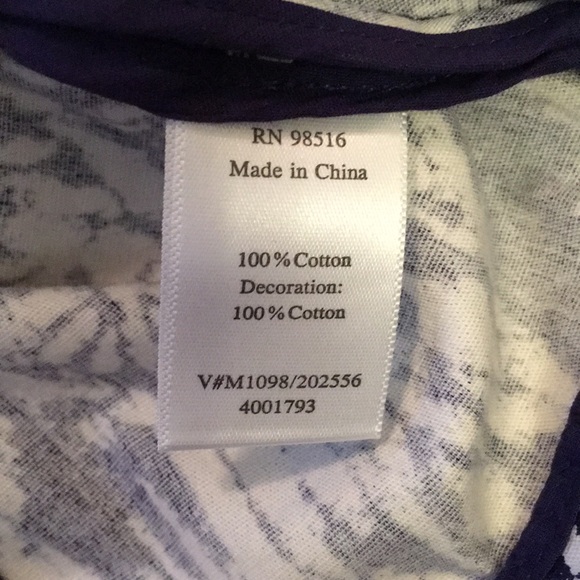 RN 98516
Made in China
100% Cotton
Decoration:
100% Cotton
V#M1098/202556
4001793